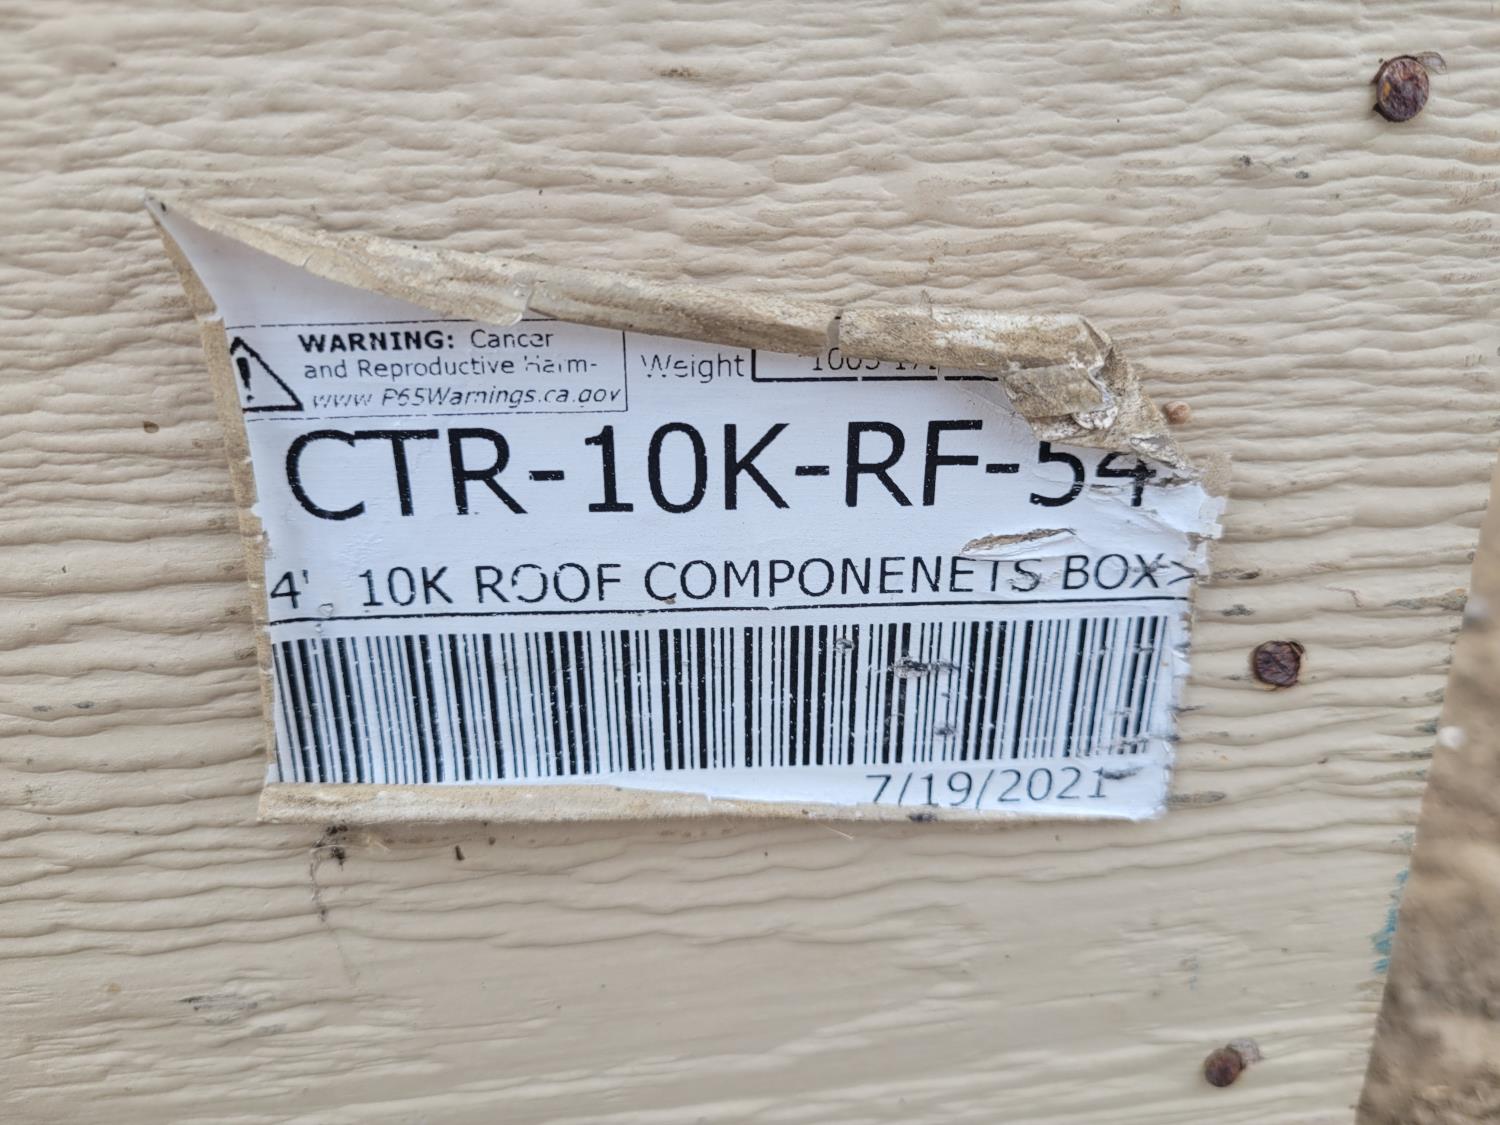 WARNING: Cancer
and Reproductive Harm-
www P65Warnings.ca.gov
Weight
CTR-10K-RF-54
4' 10K ROOF COMPONENETS BOX>
7/19/2021